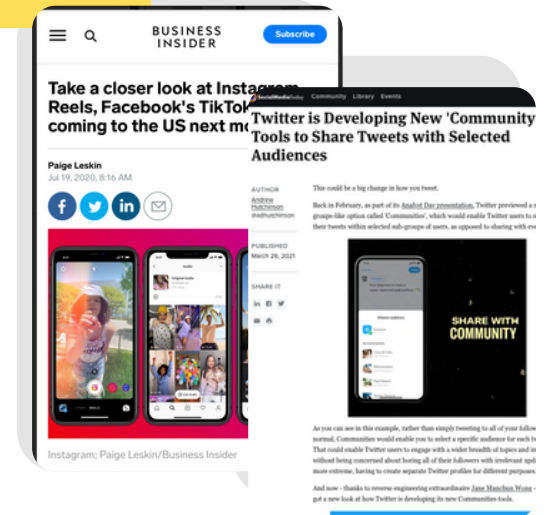 BUSINESS
INSIDER
Subscribe
Take a closer look at Instagram
Reels, Facebook's TikTok
coming to the US next mo
Paige Leskin
Jul 19, 2020, 8:16 AM
Original Audio
Instagram; Paige Leskin/Business Insider
SocialMediaToday Community Library Events
Twitter is Developing New 'Community'
Tools to Share Tweets with Selected
Audiences
AUTHOR
Andrew
Hutchinson
@adhutchinson
PUBLISHED
March 26, 2021
SHARE IT
This could be a big change in how you tweet.
Back in February, as part of its Analyst Day presentation, Twitter previewed a n
groups-like option called 'Communities', which would enable Twitter users to s
their tweets within selected sub-groups of users, as opposed to sharing with eve
Choose audience
SHARE WITH
COMMUNITY
As you can see in this example, rather than simply tweeting to all of your follow
normal, Communities would enable you to select a specific audience for each tw
That could enable Twitter users to engage with a wider breadth of topics and in
without being concerned about boring all of their followers with irrelevant upda
more extreme, having to create separate Twitter profiles for different purposes.
And now - thanks to reverse engineering extraordinaire Jane Manchun Wong -
got a new look at how Twitter is developing its new Communities tools.